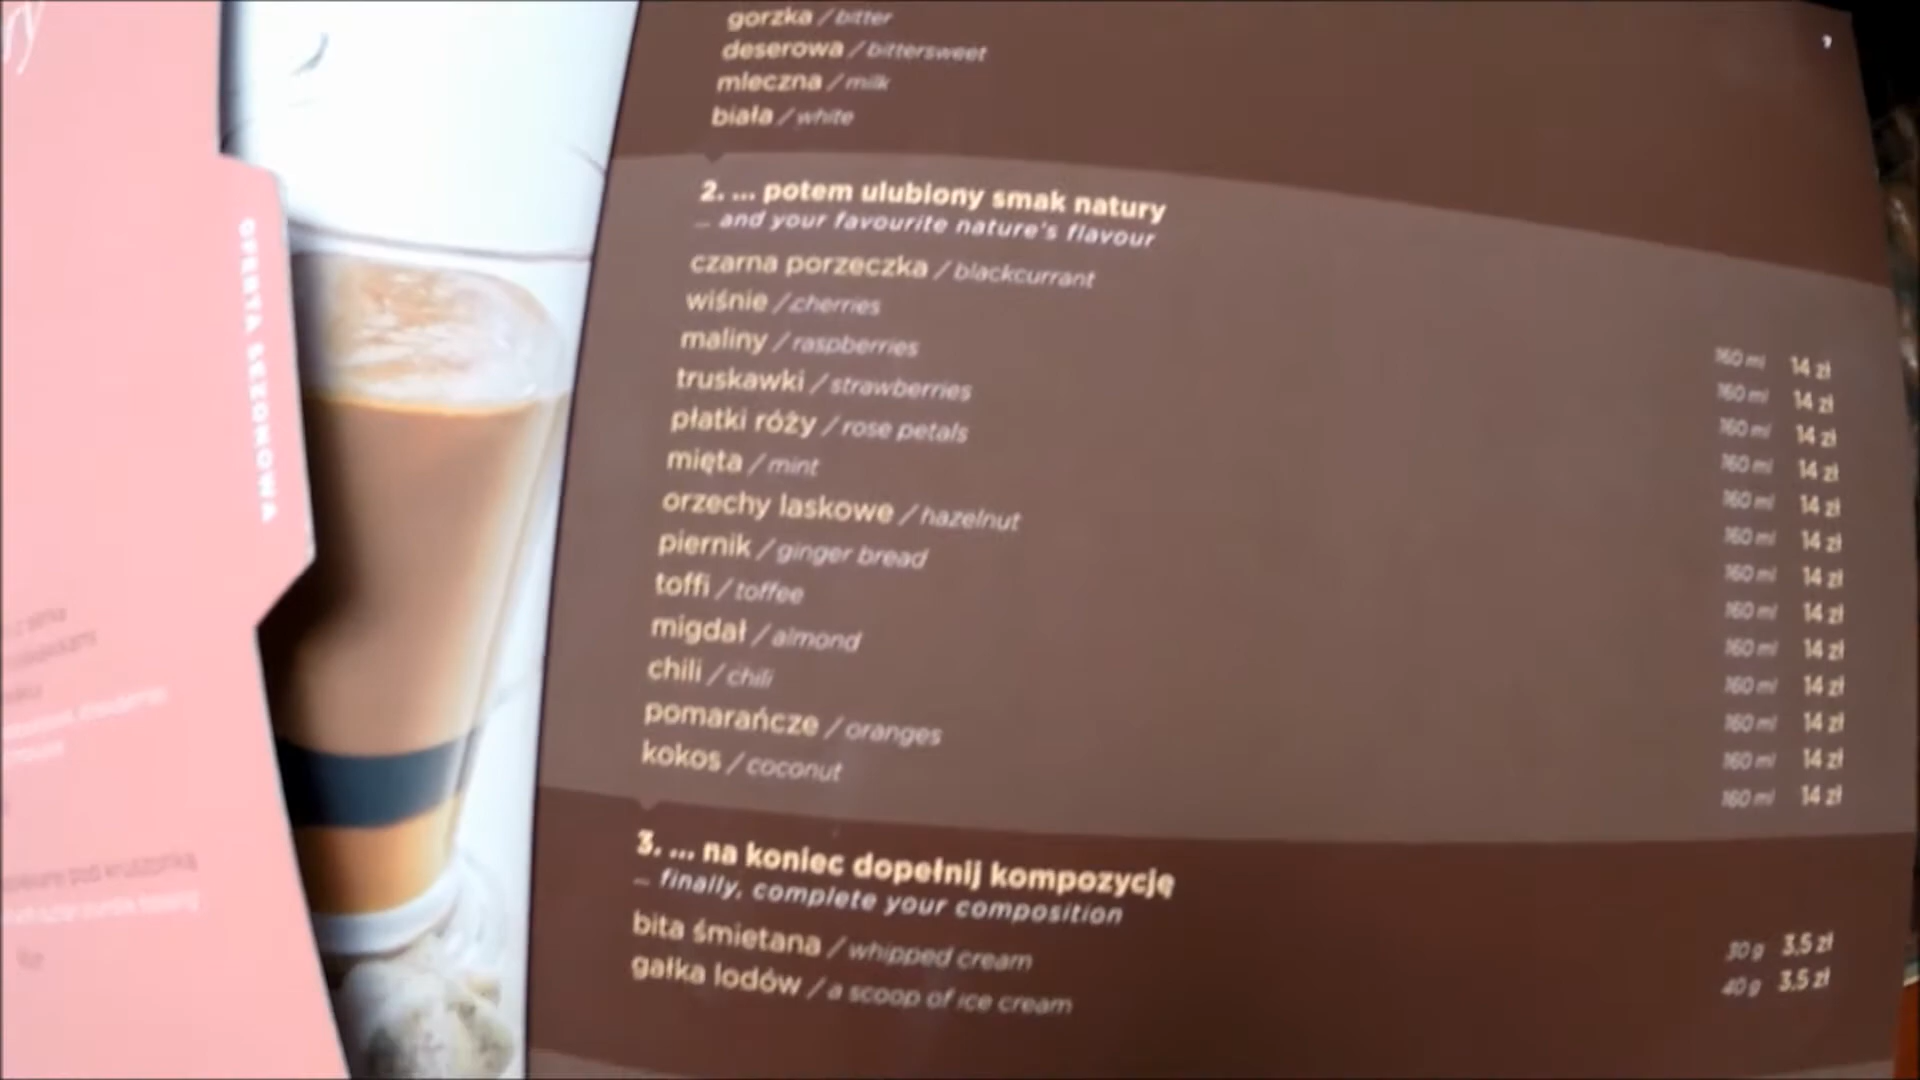 gorzka / bitter
deserowa / bittersweet
mleczna / milk
biała / white
2. ... potem ulubiony smak natury
... and your favourite nature's flavour
czarna porzeczka / blackcurrant
wiśnie / cherries 160 ml 14 zł
maliny / raspberries 160 ml 14 zł
truskawki / strawberries 160 ml 14 zł
płatki róży / rose petals 160 ml 14 zł
mięta / mint 160 ml 14 zł
orzechy laskowe / hazelnut 160 ml 14 zł
piernik / ginger bread 160 ml 14 zł
toffi / toffee 160 ml 14 zł
migdał / almond 160 ml 14 zł
chili / chili 160 ml 14 zł
pomarańcze / oranges 160 ml 14 zł
kokos / coconut 160 ml 14 zł
160 ml 14 zł
3. ... na koniec dopełnij kompozycję
... finally, complete your composition
bita śmietana / whipped cream 30 g 3,5 zł
gałka lodów / a scoop of ice cream 40 g 3,5 zł
OFERTA SEZONOWA